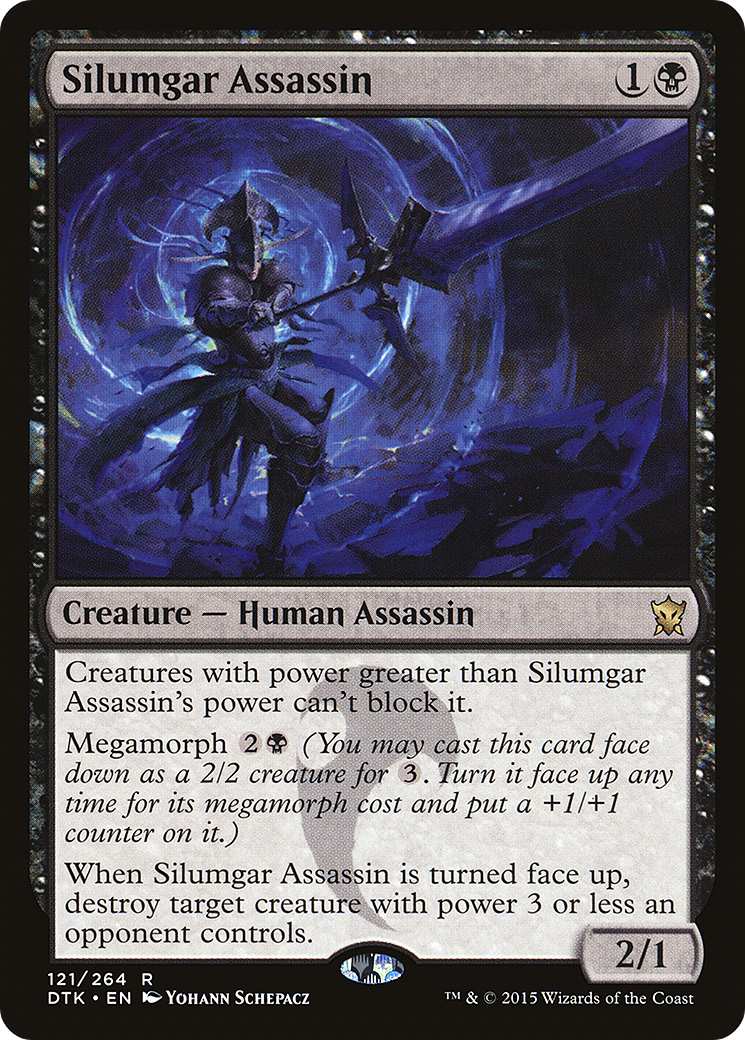 Silumgar Assassin 1
Creature — Human Assassin
Creatures with power greater than Silumgar
Assassin's power can't block it.
Megamorph 2 (You may cast this card face
down as a 2/2 creature for 3. Turn it face up any
time for its megamorph cost and put a +1/+1
counter on it.)
When Silumgar Assassin is turned face up,
destroy target creature with power 3 or less an
opponent controls.
2/1
121/264 R
DTK • EN Yohann Schepacz
™ & © 2015 Wizards of the Coast